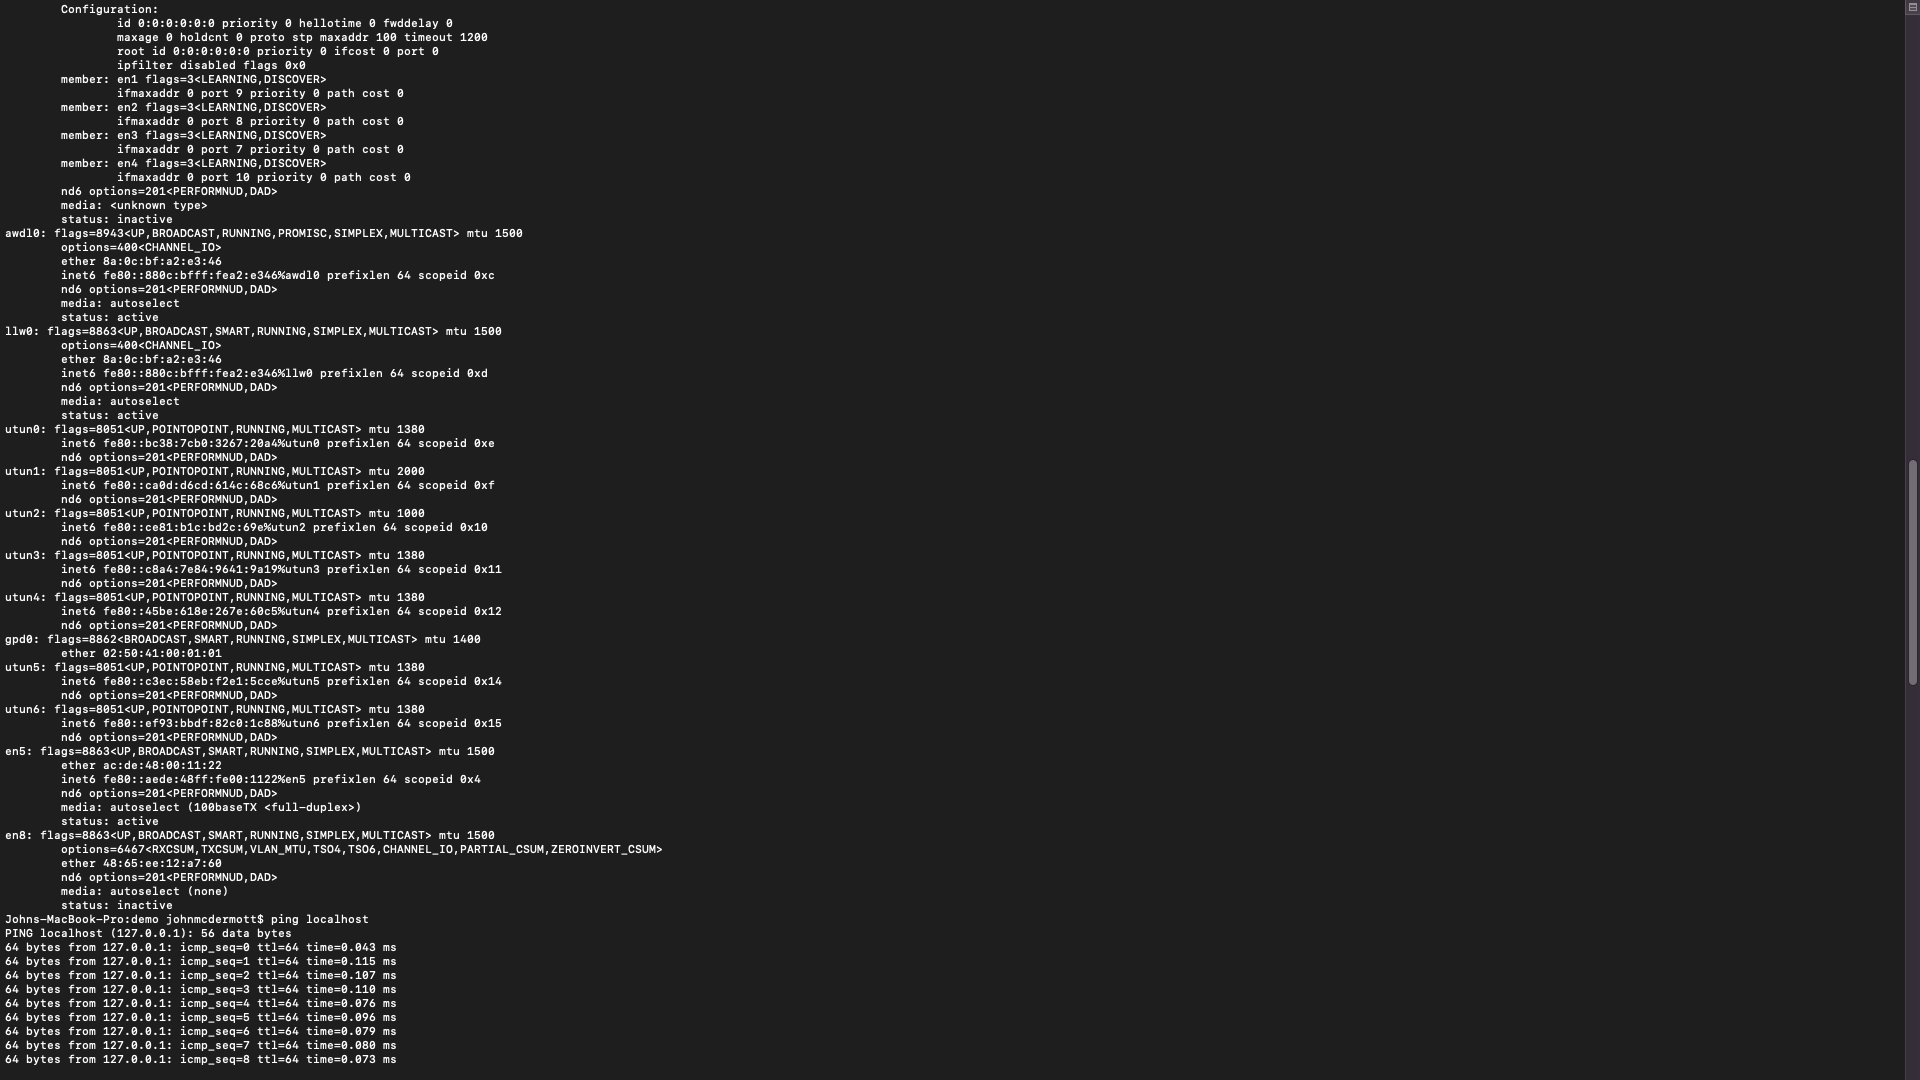 Configuration:
id 0:0:0:0:0:0 priority 0 hellotime 0 fwddelay 0
maxage 0 holdcnt 0 proto stp maxaddr 100 timeout 1200
root id 0:0:0:0:0:0 priority 0 ifcost 0 port 0
ipfilter disabled flags 0x0
member: en1 flags=3<LEARNING,DISCOVER>
ifmaxaddr 0 port 9 priority 0 path cost 0
member: en2 flags=3<LEARNING,DISCOVER>
ifmaxaddr 0 port 8 priority 0 path cost 0
member: en3 flags=3<LEARNING,DISCOVER>
ifmaxaddr 0 port 7 priority 0 path cost 0
member: en4 flags=3<LEARNING,DISCOVER>
ifmaxaddr 0 port 10 priority 0 path cost 0
nd6 options=201<PERFORMNUD,DAD>
media: <unknown type>
status: inactive
awdl0: flags=8943<UP,BROADCAST,RUNNING,PROMISC,SIMPLEX,MULTICAST> mtu 1500
options=400<CHANNEL_IO>
ether 8a:0c:bf:a2:e3:46
inet6 fe80::880c:bfff:fea2:e346%awdl0 prefixlen 64 scopeid 0xc
nd6 options=201<PERFORMNUD,DAD>
media: autoselect
status: active
llw0: flags=8863<UP,BROADCAST,SMART,RUNNING,SIMPLEX,MULTICAST> mtu 1500
options=400<CHANNEL_IO>
ether 8a:0c:bf:a2:e3:46
inet6 fe80::880c:bfff:fea2:e346%llw0 prefixlen 64 scopeid 0xd
nd6 options=201<PERFORMNUD,DAD>
media: autoselect
status: active
utun0: flags=8051<UP,POINTOPOINT,RUNNING,MULTICAST> mtu 1380
inet6 fe80::bc38:7cb0:3267:20a4%utun0 prefixlen 64 scopeid 0xe
nd6 options=201<PERFORMNUD,DAD>
utun1: flags=8051<UP,POINTOPOINT,RUNNING,MULTICAST> mtu 2000
inet6 fe80::ca0d:d6cd:614c:68c6%utun1 prefixlen 64 scopeid 0xf
nd6 options=201<PERFORMNUD,DAD>
utun2: flags=8051<UP,POINTOPOINT,RUNNING,MULTICAST> mtu 1000
inet6 fe80::ce81:b1c:bd2c:69e%utun2 prefixlen 64 scopeid 0x10
nd6 options=201<PERFORMNUD,DAD>
utun3: flags=8051<UP,POINTOPOINT,RUNNING,MULTICAST> mtu 1380
inet6 fe80::c8a4:7e84:9641:9a19%utun3 prefixlen 64 scopeid 0x11
nd6 options=201<PERFORMNUD,DAD>
utun4: flags=8051<UP,POINTOPOINT,RUNNING,MULTICAST> mtu 1380
inet6 fe80::45be:618e:267e:60c5%utun4 prefixlen 64 scopeid 0x12
nd6 options=201<PERFORMNUD,DAD>
gpd0: flags=8862<BROADCAST,SMART,RUNNING,SIMPLEX,MULTICAST> mtu 1400
ether 02:50:41:00:01:01
utun5: flags=8051<UP,POINTOPOINT,RUNNING,MULTICAST> mtu 1380
inet6 fe80::c3ec:58eb:f2e1:5cce%utun5 prefixlen 64 scopeid 0x14
nd6 options=201<PERFORMNUD,DAD>
utun6: flags=8051<UP,POINTOPOINT,RUNNING,MULTICAST> mtu 1380
inet6 fe80::ef93:bbdf:82c0:1c88%utun6 prefixlen 64 scopeid 0x15
nd6 options=201<PERFORMNUD,DAD>
en5: flags=8863<UP,BROADCAST,SMART,RUNNING,SIMPLEX,MULTICAST> mtu 1500
ether ac:de:48:00:11:22
inet6 fe80::aede:48ff:fe00:1122%en5 prefixlen 64 scopeid 0x4
nd6 options=201<PERFORMNUD,DAD>
media: autoselect (100baseTX <full-duplex>)
status: active
en8: flags=8863<UP,BROADCAST,SMART,RUNNING,SIMPLEX,MULTICAST> mtu 1500
options=6467<RXCSUM,TXCSUM,VLAN_MTU,TSO4,TSO6,CHANNEL_IO,PARTIAL_CSUM,ZEROINVERT_CSUM>
ether 48:65:ee:12:a7:60
nd6 options=201<PERFORMNUD,DAD>
media: autoselect (none)
status: inactive
Johns-MacBook-Pro:demo johnmcdermott$ ping localhost
PING localhost (127.0.0.1): 56 data bytes
64 bytes from 127.0.0.1: icmp_seq=0 ttl=64 time=0.043 ms
64 bytes from 127.0.0.1: icmp_seq=1 ttl=64 time=0.115 ms
64 bytes from 127.0.0.1: icmp_seq=2 ttl=64 time=0.107 ms
64 bytes from 127.0.0.1: icmp_seq=3 ttl=64 time=0.110 ms
64 bytes from 127.0.0.1: icmp_seq=4 ttl=64 time=0.076 ms
64 bytes from 127.0.0.1: icmp_seq=5 ttl=64 time=0.096 ms
64 bytes from 127.0.0.1: icmp_seq=6 ttl=64 time=0.079 ms
64 bytes from 127.0.0.1: icmp_seq=7 ttl=64 time=0.080 ms
64 bytes from 127.0.0.1: icmp_seq=8 ttl=64 time=0.073 ms